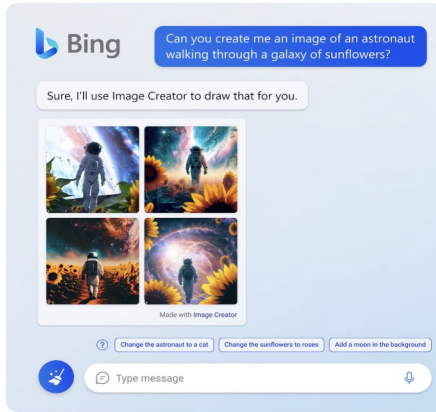 Bing
Can you create me an image of an astronaut
walking through a galaxy of sunflowers?
Sure, I'll use Image Creator to draw that for you.
Made with Image Creator
Change the astronaut to a cat
Change the sunflowers to roses
Add a moon in the background
Type message